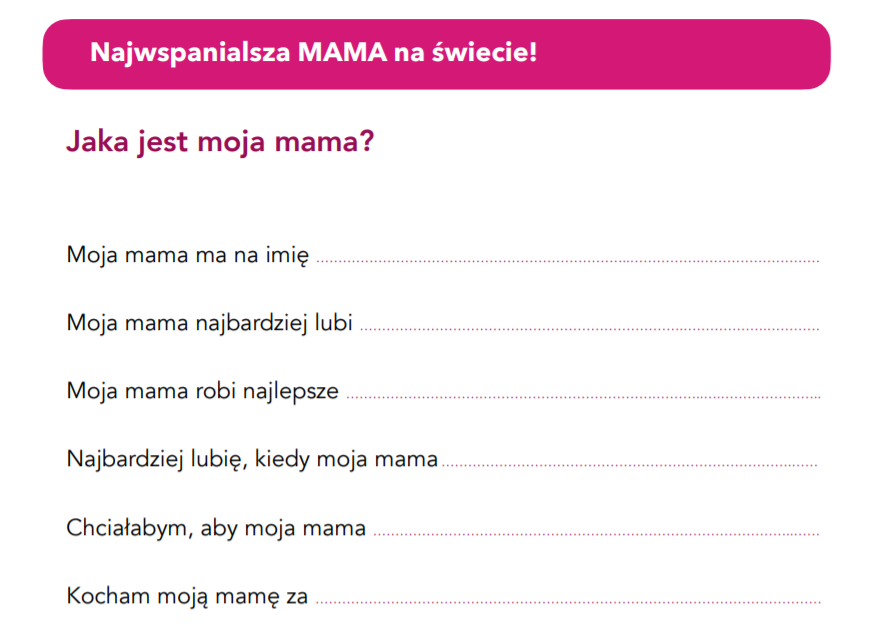 Najwspanialsza MAMA na świecie!
Jaka jest moja mama?
Moja mama ma na imię ................................................................
Moja mama najbardziej lubi ................................................................
Moja mama robi najlepsze ................................................................
Najbardziej lubię, kiedy moja mama ................................................................
Chciałabym, aby moja mama ................................................................
Kocham moją mamę za ................................................................